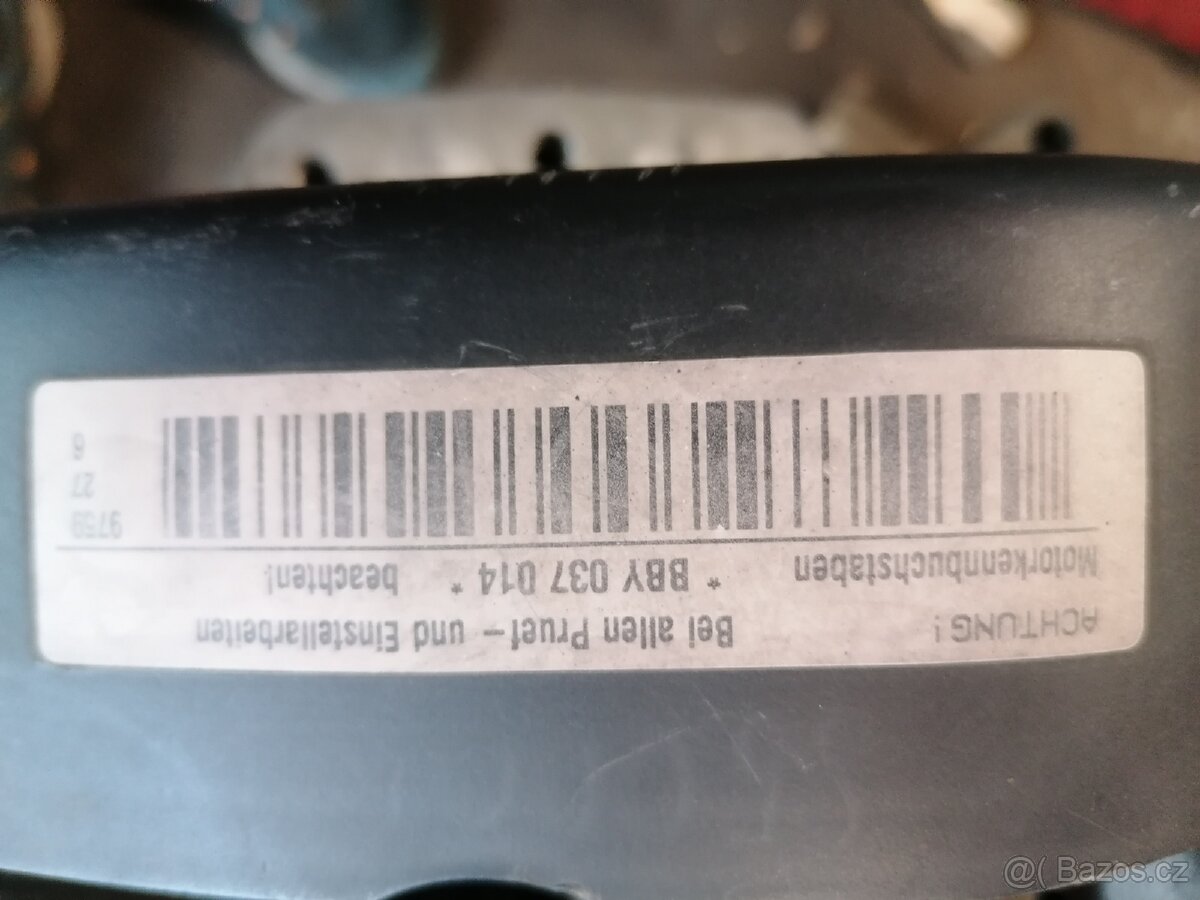 ACHTUNG! Bei allen Pruef- und Einstellarbeiten
Motorkennbuchstaben * BBY 037 014 * beachten!
9759
27
6
@( Bazos.cz